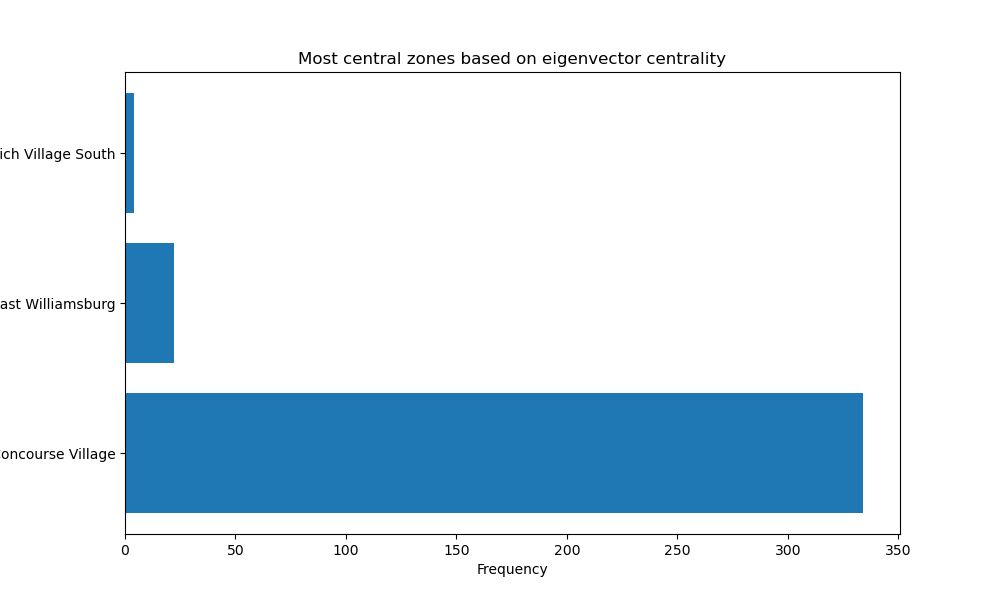 Most central zones based on eigenvector centrality
ich Village South
ast Williamsburg
oncourse Village
0 50 100 150 200 250 300 350
Frequency